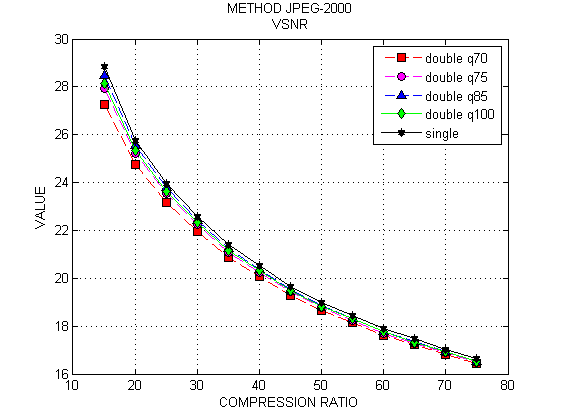 METHOD JPEG-2000
VSNR
30
28
26
24
22
20
18
16
VALUE
double q70
double q75
double q85
double q100
single
10 20 30 40 50 60 70 80
COMPRESSION RATIO